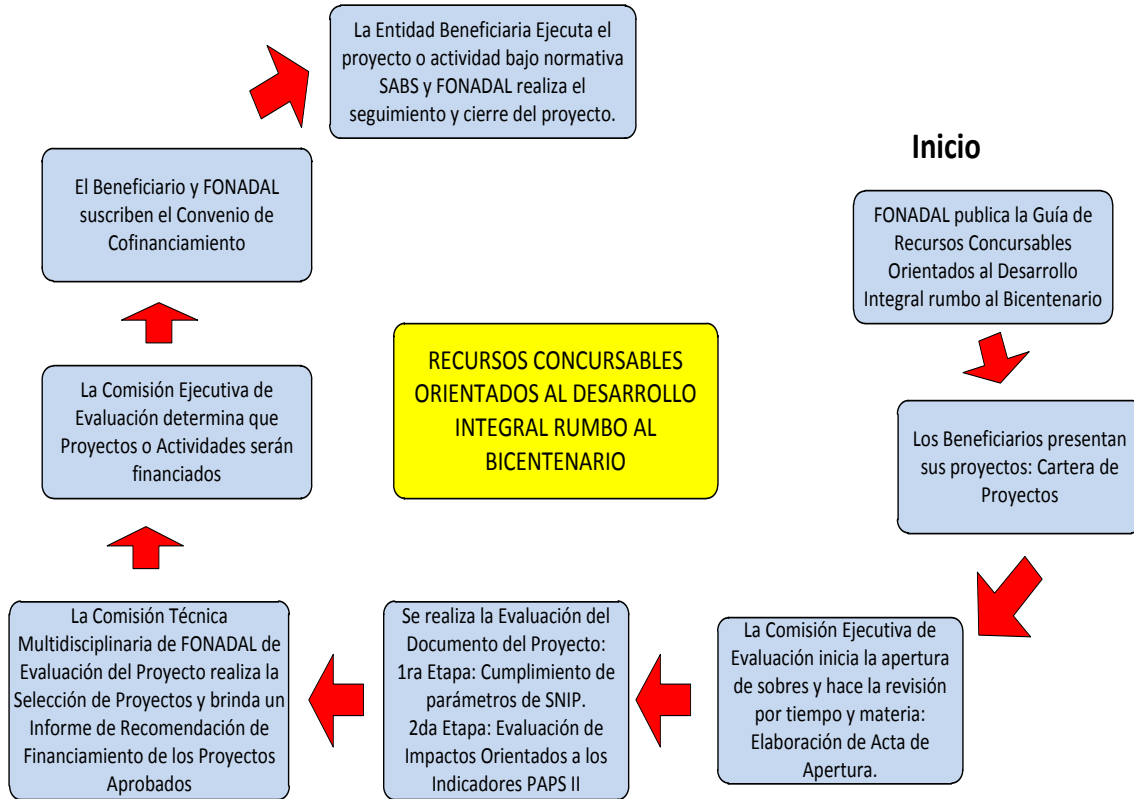 Inicio
FONADAL publica la Guía de
Recursos Concursables
Orientados al Desarrollo
Integral rumbo al Bicentenario
Los Beneficiarios presentan
sus proyectos: Cartera de
Proyectos
La Comisión Ejecutiva de
Evaluación inicia la apertura
de sobres y hace la revisión
por tiempo y materia:
Elaboración de Acta de
Apertura.
Se realiza la Evaluación del
Documento del Proyecto:
1ra Etapa: Cumplimiento de
parámetros de SNIP.
2da Etapa: Evaluación de
Impactos Orientados a los
Indicadores PAPS II
La Comisión Técnica
Multidisciplinaria de FONADAL de
Evaluación del Proyecto realiza la
Selección de Proyectos y brinda un
Informe de Recomendación de
Financiamiento de los Proyectos
Aprobados
La Comisión Ejecutiva de
Evaluación determina que
Proyectos o Actividades serán
financiados
El Beneficiario y FONADAL
suscriben el Convenio de
Cofinanciamiento
La Entidad Beneficiaria Ejecuta el
proyecto o actividad bajo normativa
SABS y FONADAL realiza el
seguimiento y cierre del proyecto.
RECURSOS CONCURSABLES
ORIENTADOS AL DESARROLLO
INTEGRAL RUMBO AL
BICENTENARIO